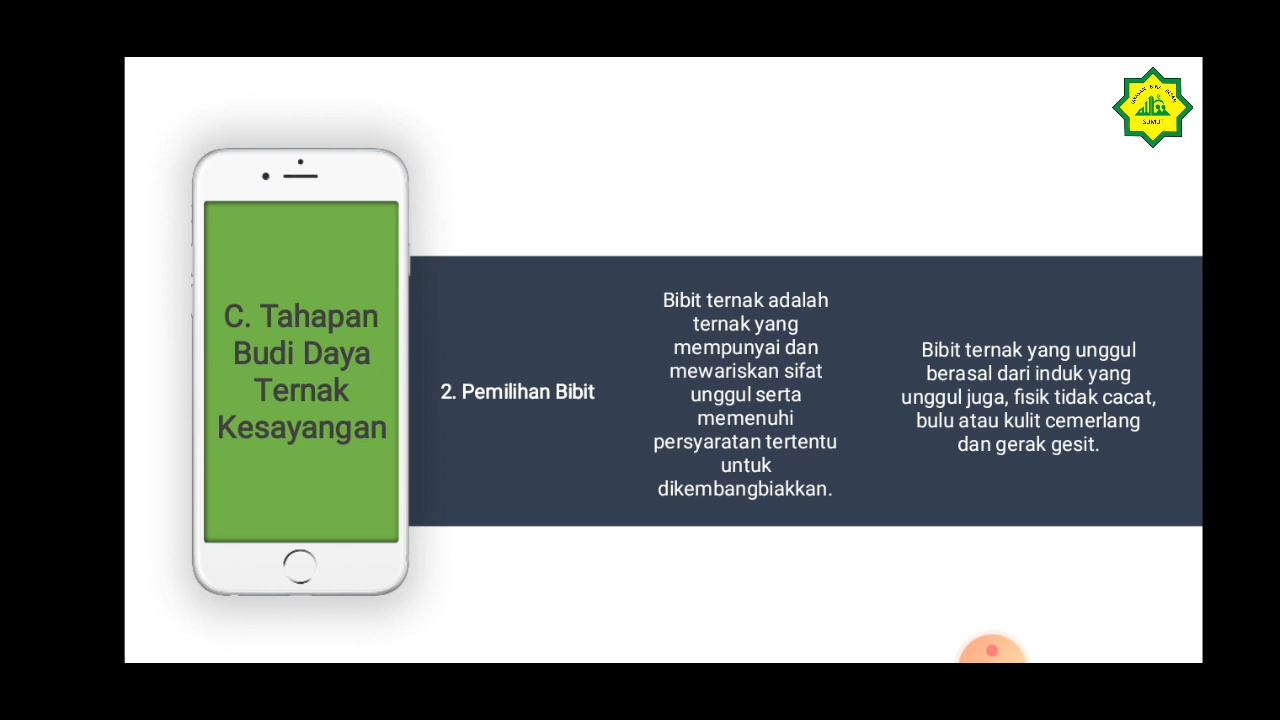 C. Tahapan
Budi Daya
Ternak
Kesayangan
2. Pemilihan Bibit
Bibit ternak adalah
ternak yang
mempunyai dan
mewariskan sifat
unggul serta
memenuhi
persyaratan tertentu
untuk
dikembangbiakkan.
Bibit ternak yang unggul
berasal dari induk yang
unggul juga, fisik tidak cacat,
bulu atau kulit cemerlang
dan gerak gesit.
SUMUT